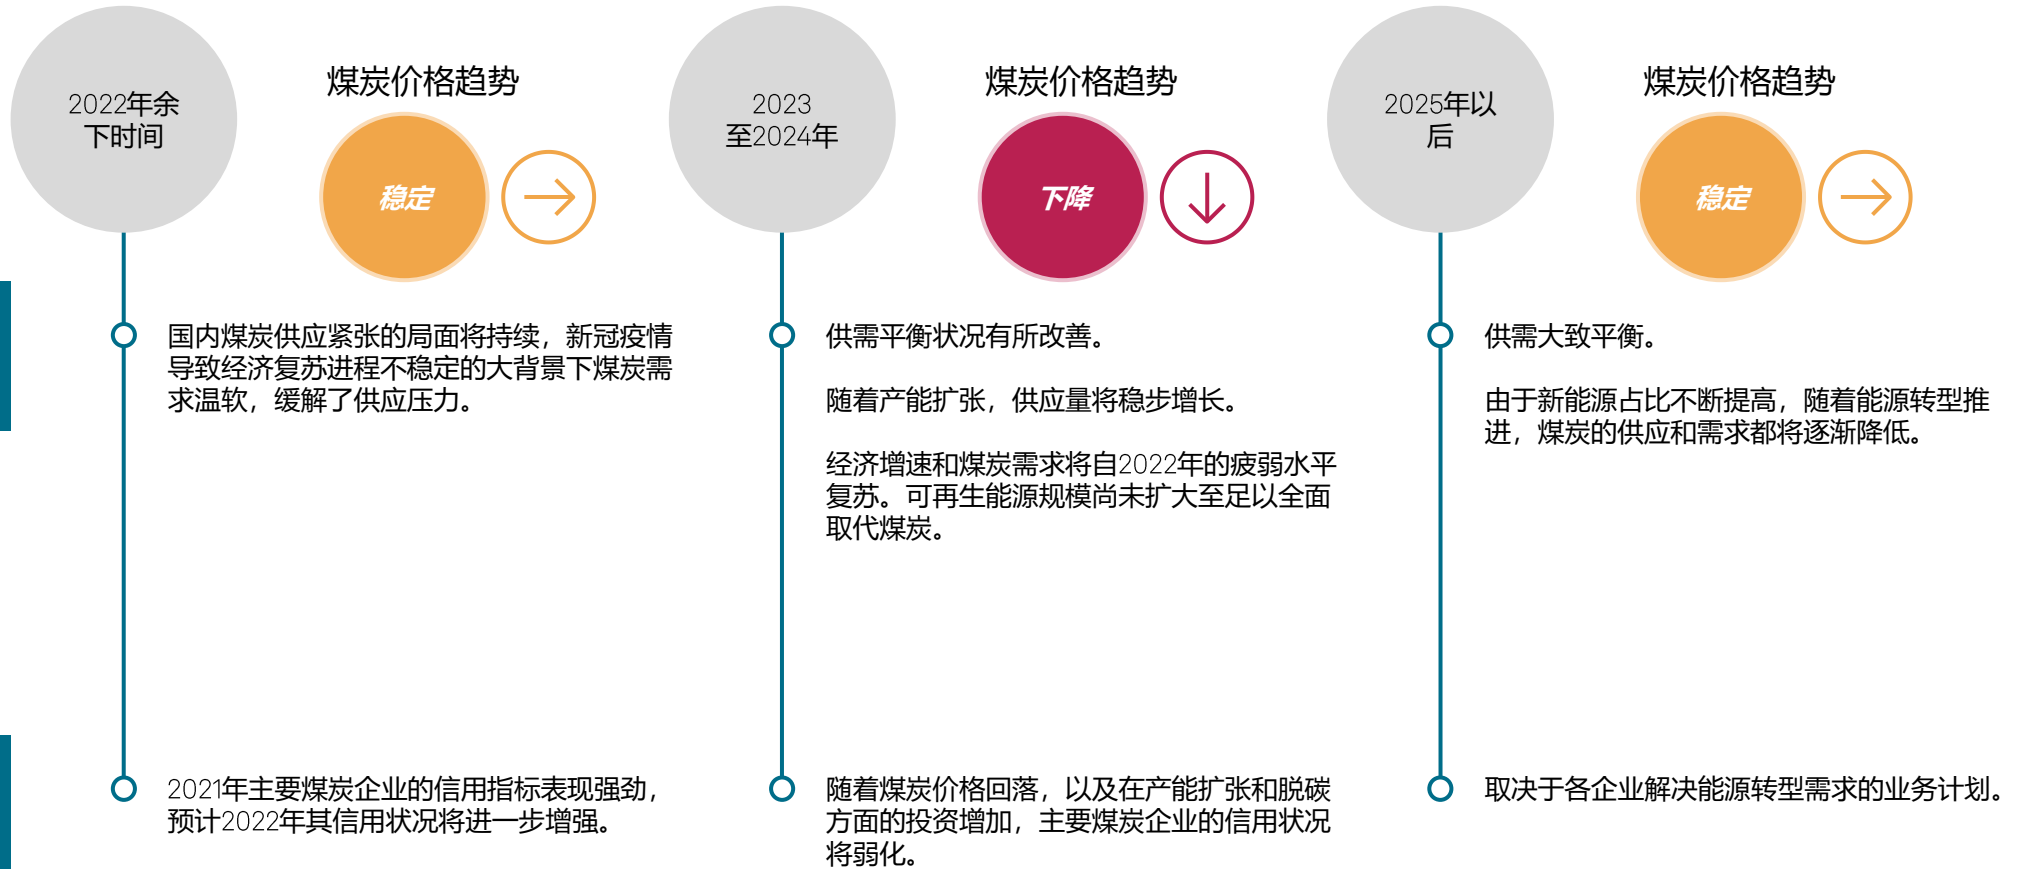 2022年余
下时间
煤炭价格趋势
稳定
国内煤炭供应紧张的局面将持续，新冠疫情
导致经济复苏进程不稳定的大背景下煤炭需
求温软，缓解了供应压力。
2021年主要煤炭企业的信用指标表现强劲，
预计2022年其信用状况将进一步增强。
2023
至2024年
煤炭价格趋势
下降
供需平衡状况有所改善。
随着产能扩张，供应量将稳步增长。
经济增速和煤炭需求将自2022年的疲弱水平
复苏。可再生能源规模尚未扩大至足以全面
取代煤炭。
随着煤炭价格回落，以及在产能扩张和脱碳
方面的投资增加，主要煤炭企业的信用状况
将弱化。
2025年以
后
煤炭价格趋势
稳定
供需大致平衡。
由于新能源占比不断提高，随着能源转型推
进，煤炭的供应和需求都将逐渐降低。
取决于各企业解决能源转型需求的业务计划。